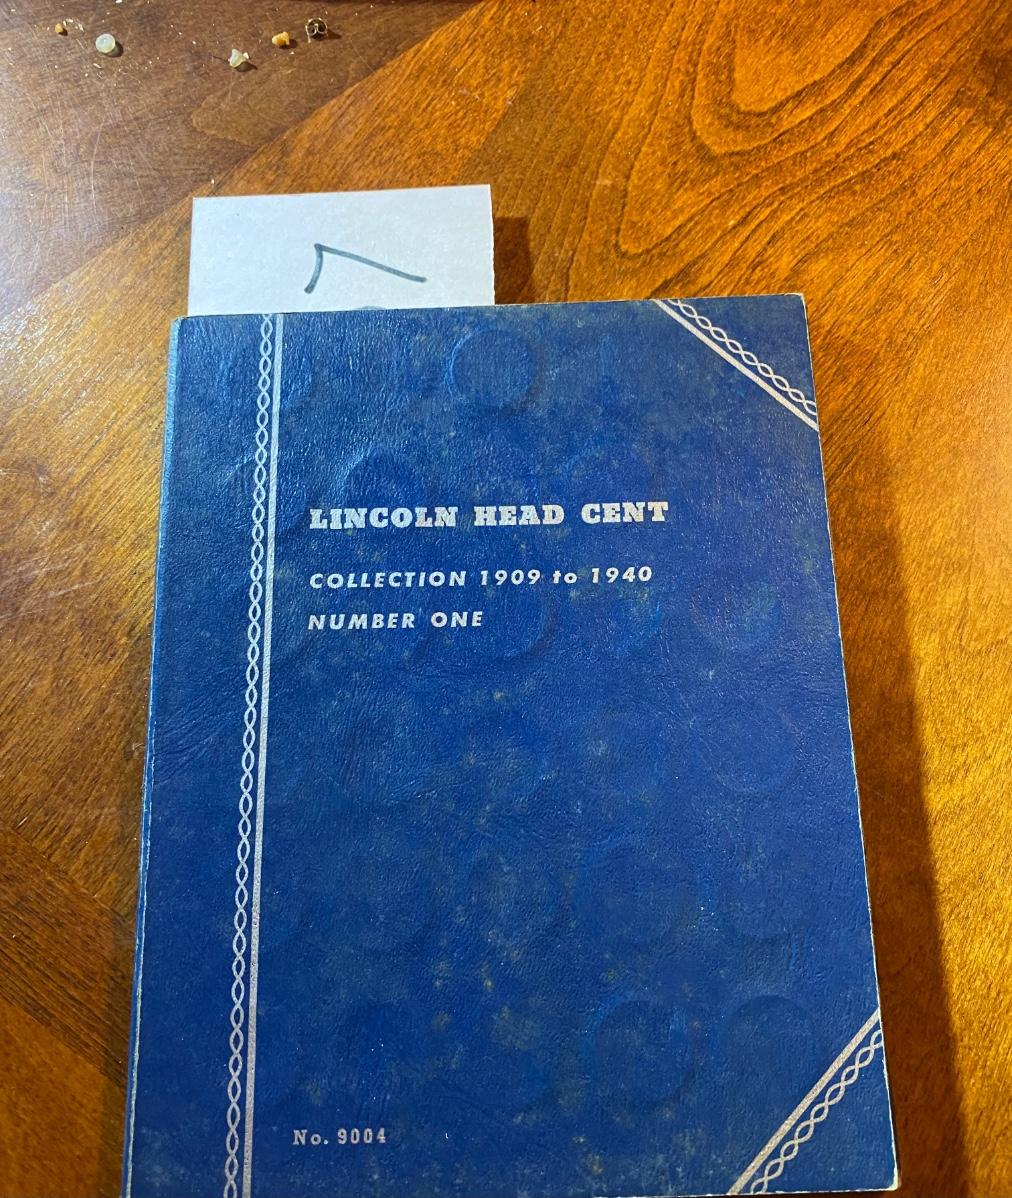 LINCOLN HEAD CENT
COLLECTION 1909 to 1940
NUMBER ONE
No. 9004